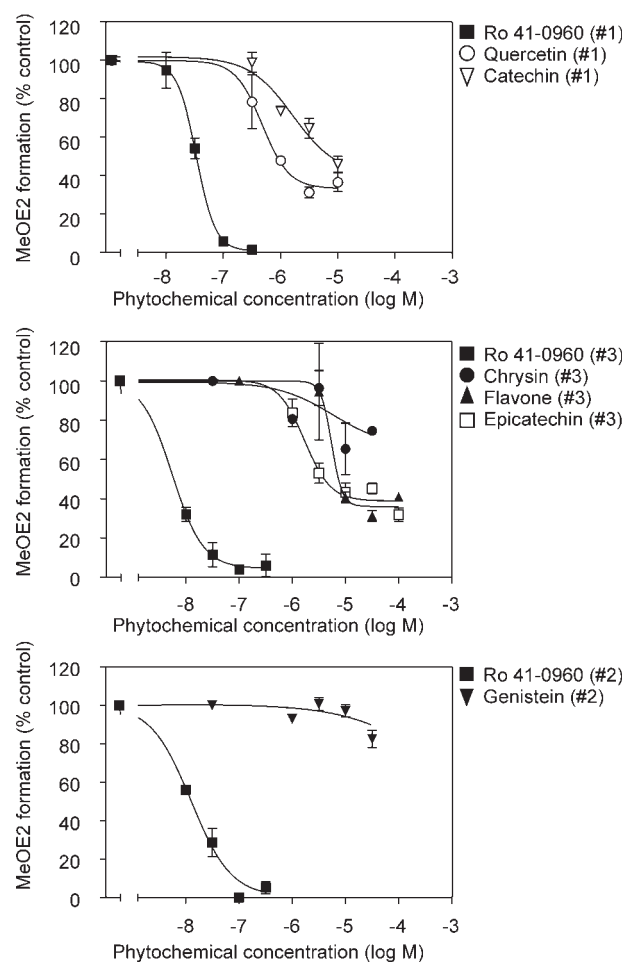 MeOE2 formation (% control)
120
100
80
60
40
20
0
-8 -7 -6 -5 -4 -3
Phytochemical concentration (log M)
Ro 41-0960 (#1)
Quercetin (#1)
Catechin (#1)
MeOE2 formation (% control)
120
100
80
60
40
20
0
-8 -7 -6 -5 -4 -3
Phytochemical concentration (log M)
Ro 41-0960 (#3)
Chrysin (#3)
Flavone (#3)
Epicatechin (#3)
MeOE2 formation (% control)
120
100
80
60
40
20
0
-8 -7 -6 -5 -4 -3
Phytochemical concentration (log M)
Ro 41-0960 (#2)
Genistein (#2)